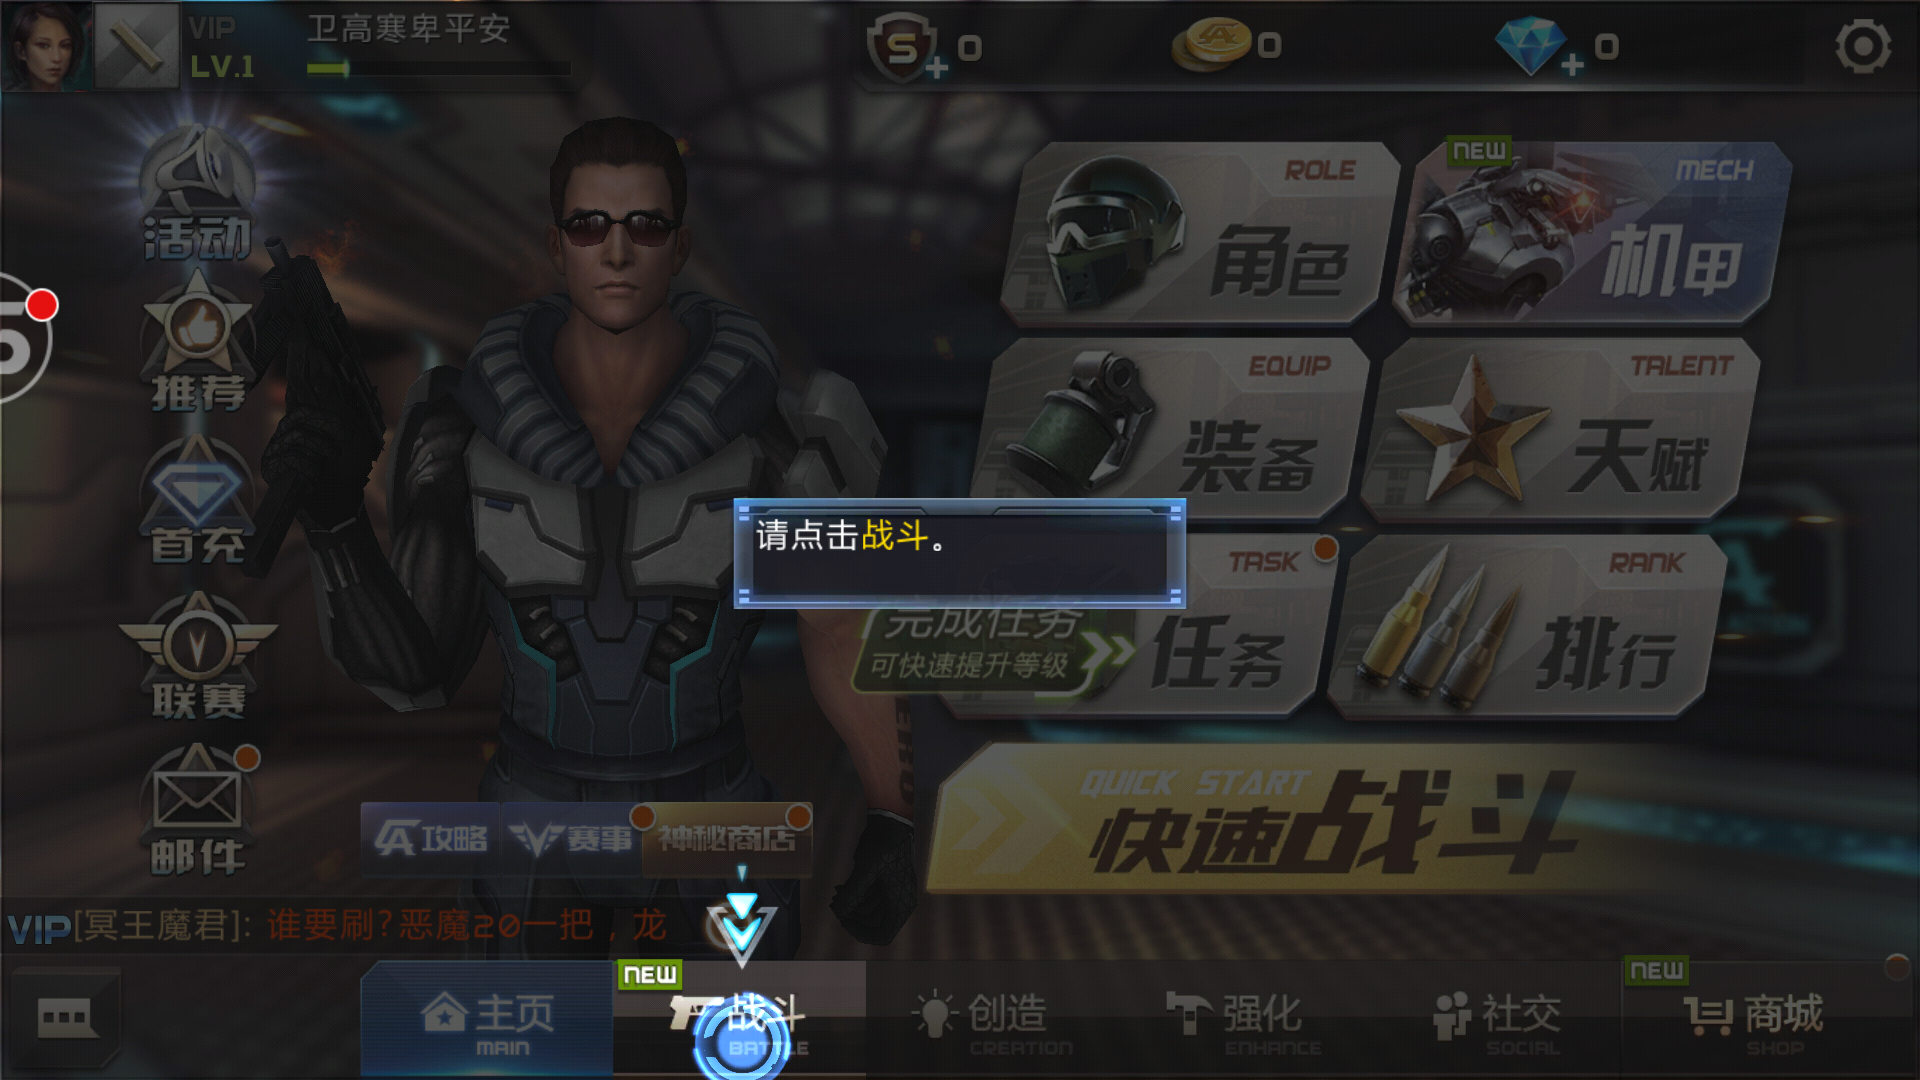 VIP
LV.1
卫高寒卑平安
S
0
0
0
活动
推荐
首充
联赛
邮件
ROLE
角色
NEW
MECH
机甲
EQUIP
装备
TALENT
天赋
请点击战斗。
TASK
任务
完成任务
可快速提升等级
RANK
排行
QUICK START
快速战斗
攻略
赛事
神秘商店
VIP[冥王魔君]: 谁要刷?恶魔20一把，龙
主页
MAIN
NEW
战斗
BATTLE
创造
CREATION
强化
ENHANCE
社交
SOCIAL
NEW
商城
SHOP